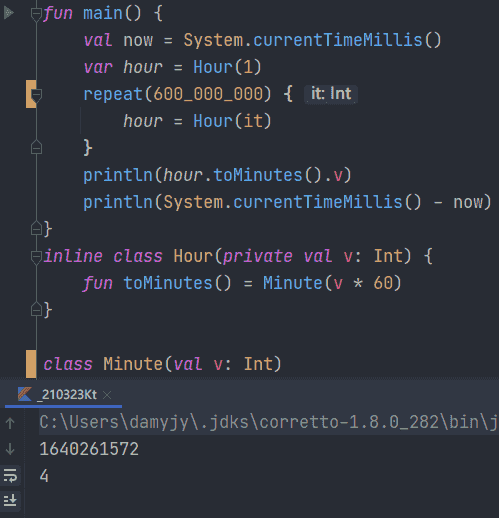 fun main() {
    val now = System.currentTimeMillis()
    var hour = Hour(1)
    repeat(600_000_000) { it: Int
        hour = Hour(it)
    }
    println(hour.toMinutes().v)
    println(System.currentTimeMillis() - now)
}
inline class Hour(private val v: Int) {
    fun toMinutes() = Minute(v * 60)
}
class Minute(val v: Int)
_210323Kt
C:\Users\damyjy\.jdks\corretto-1.8.0_282\bin\j
1640261572
4